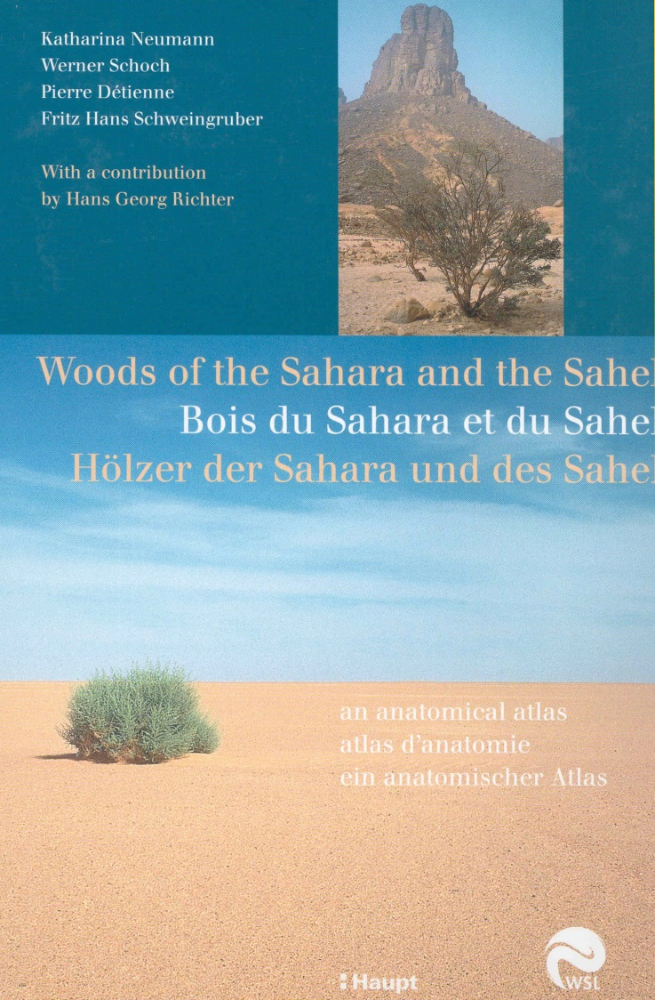 Katharina Neumann
Werner Schoch
Pierre Détienne
Fritz Hans Schweingruber
With a contribution
by Hans Georg Richter
Woods of the Sahara and the Sahel
Bois du Sahara et du Sahel
Hölzer der Sahara und des Sahel
an anatomical atlas
atlas d'anatomie
ein anatomischer Atlas
Haupt
WSL